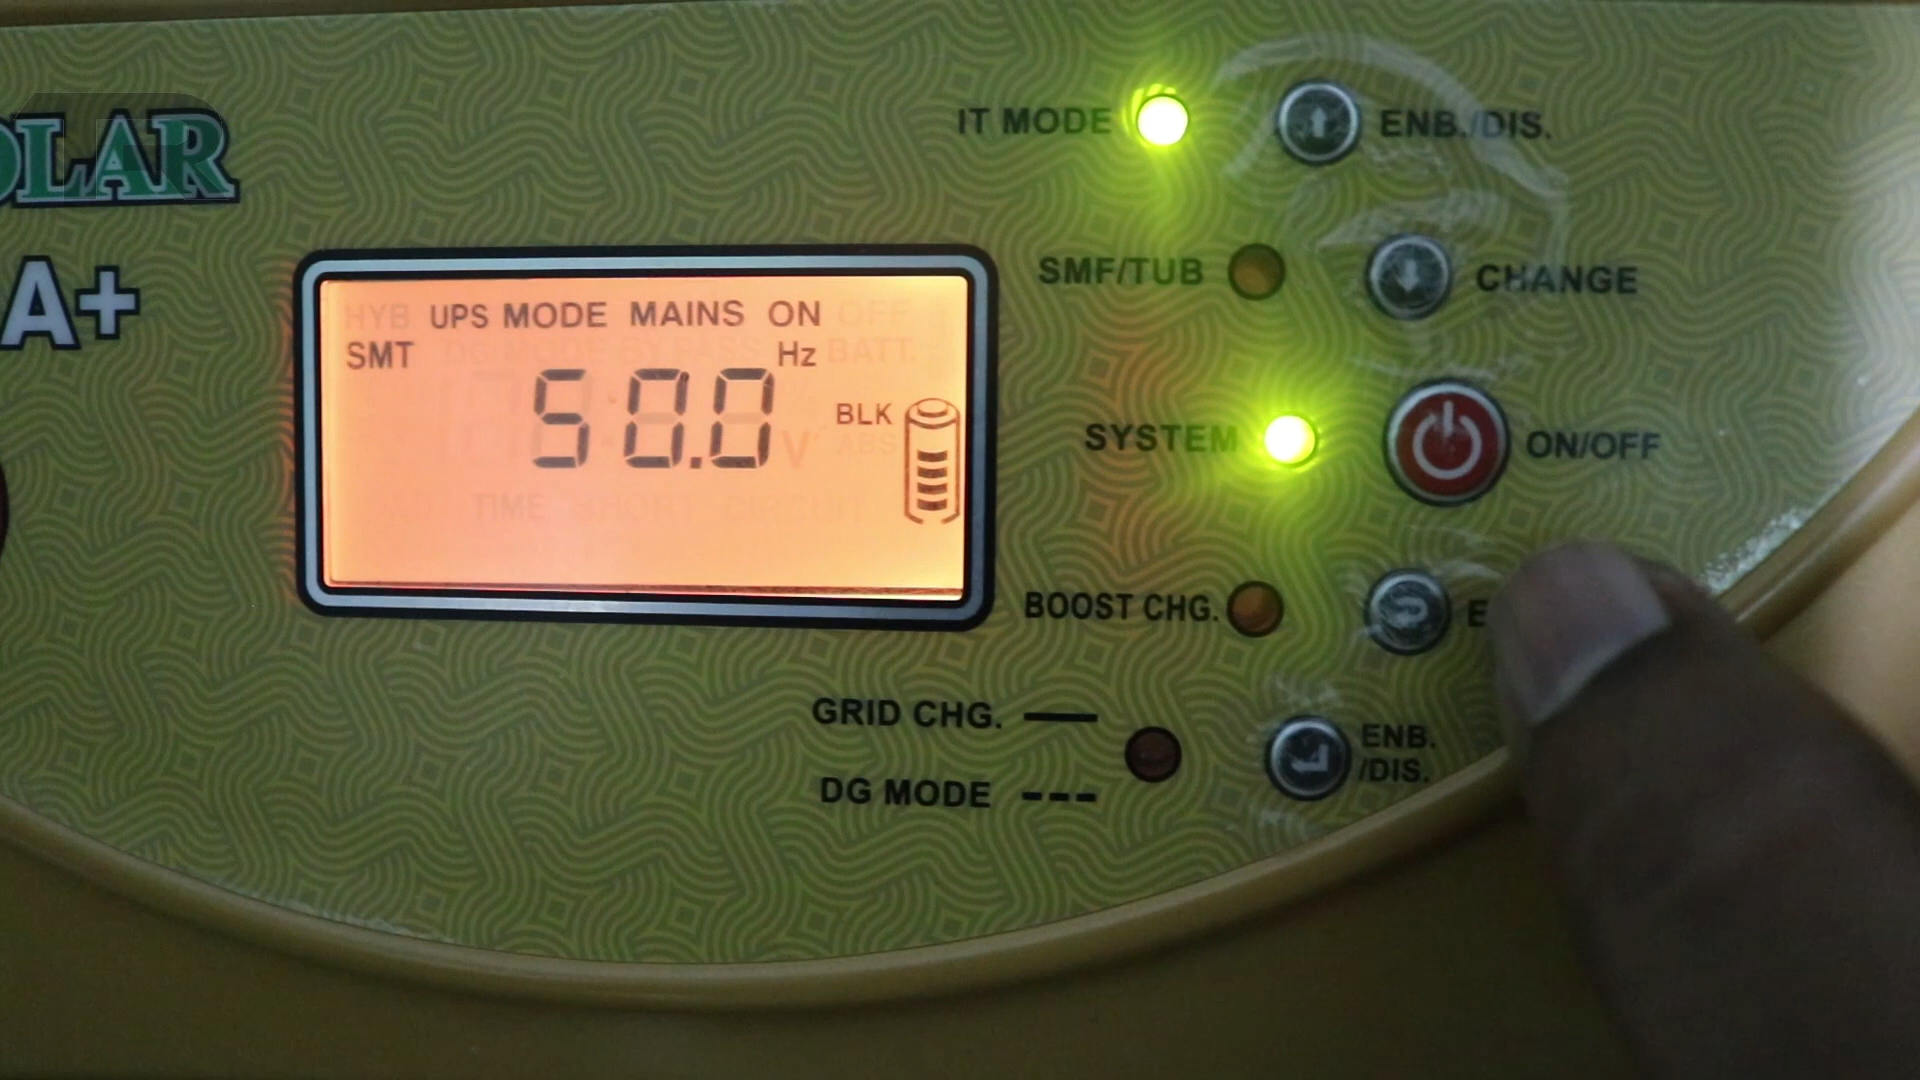 OLAR
A+
UPS MODE MAINS ON
SMT Hz
50.0
BLK
TIME
IT MODE
ENB./DIS.
SMF/TUB
CHANGE
SYSTEM
ON/OFF
BOOST CHG.
E
GRID CHG.
ENB.
/DIS.
DG MODE